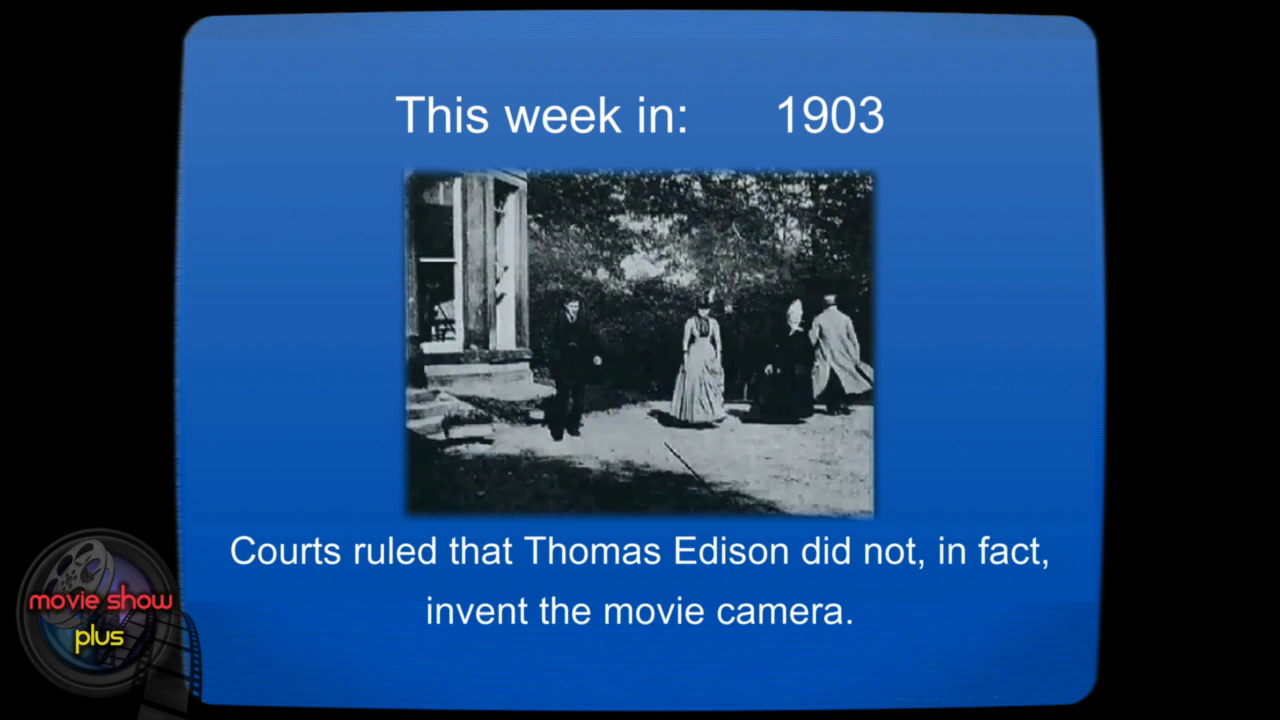 This week in: 1903
Courts ruled that Thomas Edison did not, in fact,
invent the movie camera.
movie show
plus